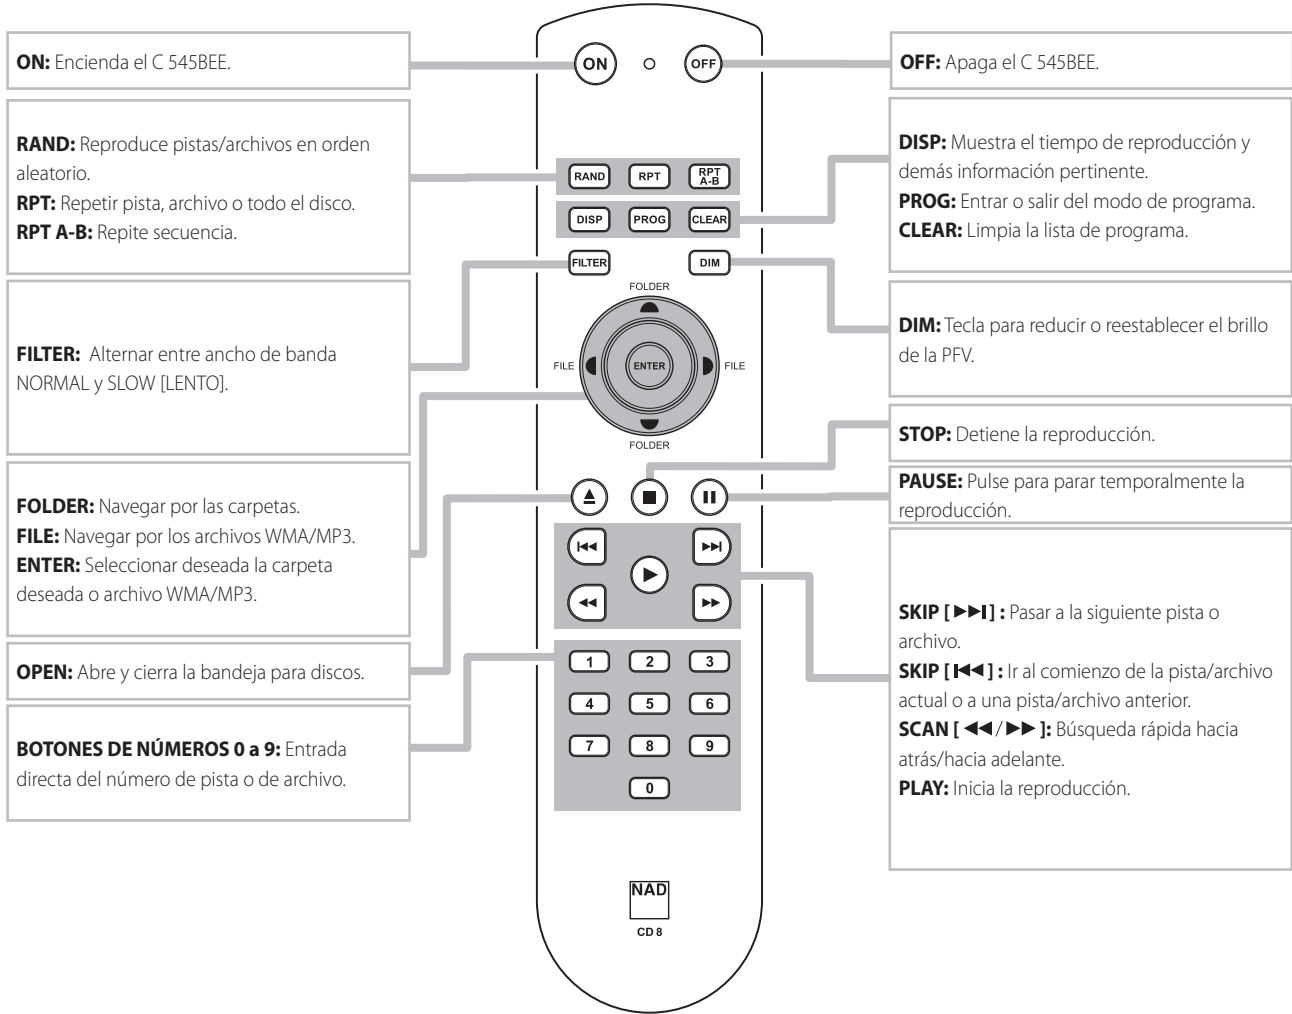 ON: Encienda el C 545BEE.
RAND: Reproduce pistas/archivos en orden
aleatorio.
RPT: Repetir pista, archivo o todo el disco.
RPT A-B: Repite secuencia.
FILTER: Alternar entre ancho de banda
NORMAL y SLOW [LENTO].
FOLDER: Navegar por las carpetas.
FILE: Navegar por los archivos WMA/MP3.
ENTER: Seleccionar deseada la carpeta
deseada o archivo WMA/MP3.
OPEN: Abre y cierra la bandeja para discos.
BOTONES DE NÚMEROS 0 a 9: Entrada
directa del número de pista o de archivo.
ON
OFF
RAND
RPT
RPT
A-B
DISP
PROG
CLEAR
FILTER
DIM
FOLDER
FILE
ENTER
FILE
FOLDER
1
2
3
4
5
6
7
8
9
0
NAD
CD 8
OFF: Apaga el C 545BEE.
DISP: Muestra el tiempo de reproducción y
demás información pertinente.
PROG: Entrar o salir del modo de programa.
CLEAR: Limpia la lista de programa.
DIM: Tecla para reducir o reestablecer el brillo
de la PFV.
STOP: Detiene la reproducción.
PAUSE: Pulse para parar temporalmente la
reproducción.
SKIP [ ▶▶I ] : Pasar a la siguiente pista o
archivo.
SKIP [ I◀◀ ] : Ir al comienzo de la pista/archivo
actual o a una pista/archivo anterior.
SCAN [ ◀◀/▶▶ ]: Búsqueda rápida hacia
atrás/hacia adelante.
PLAY: Inicia la reproducción.